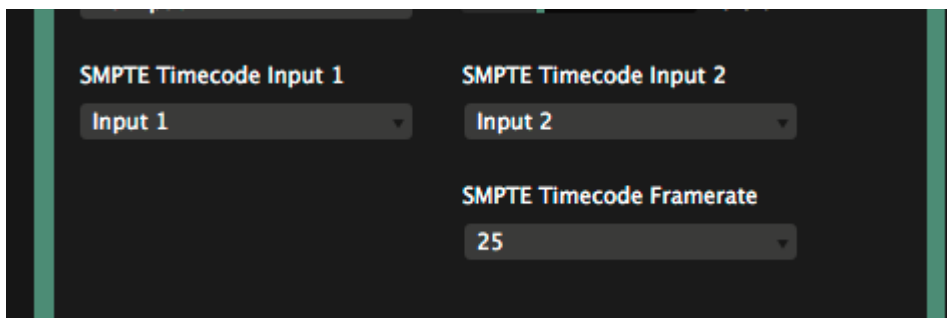 SMPTE Timecode Input 1
SMPTE Timecode Input 2
Input 1
Input 2
SMPTE Timecode Framerate
25